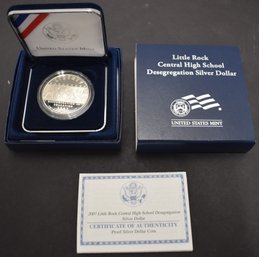 United States Mint
Little Rock
Central High School
Desegregation Silver Dollar
UNITED STATES MINT
2007 Little Rock Central High School Desegregation
Silver Dollar
CERTIFICATE OF AUTHENTICITY
Proof Silver Dollar Coin